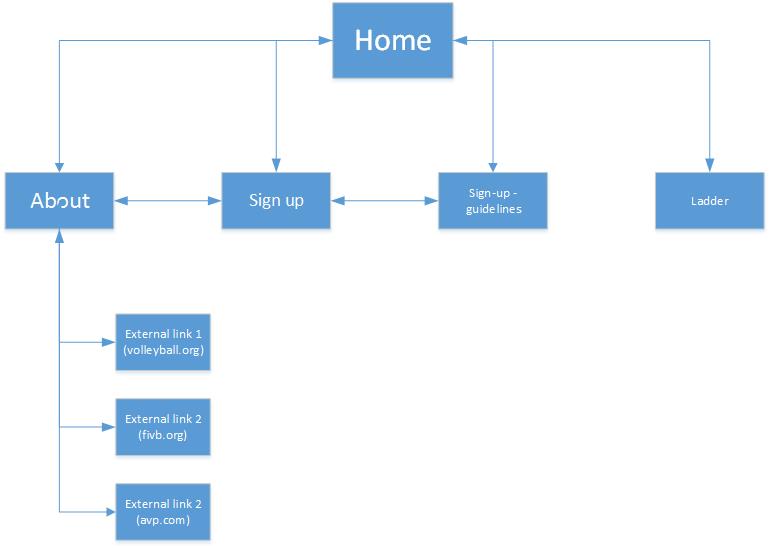 Home
About
Sign up
Sign-up -
guidelines
Ladder
External link 1
(volleyball.org)
External link 2
(fivb.org)
External link 2
(avp.com)